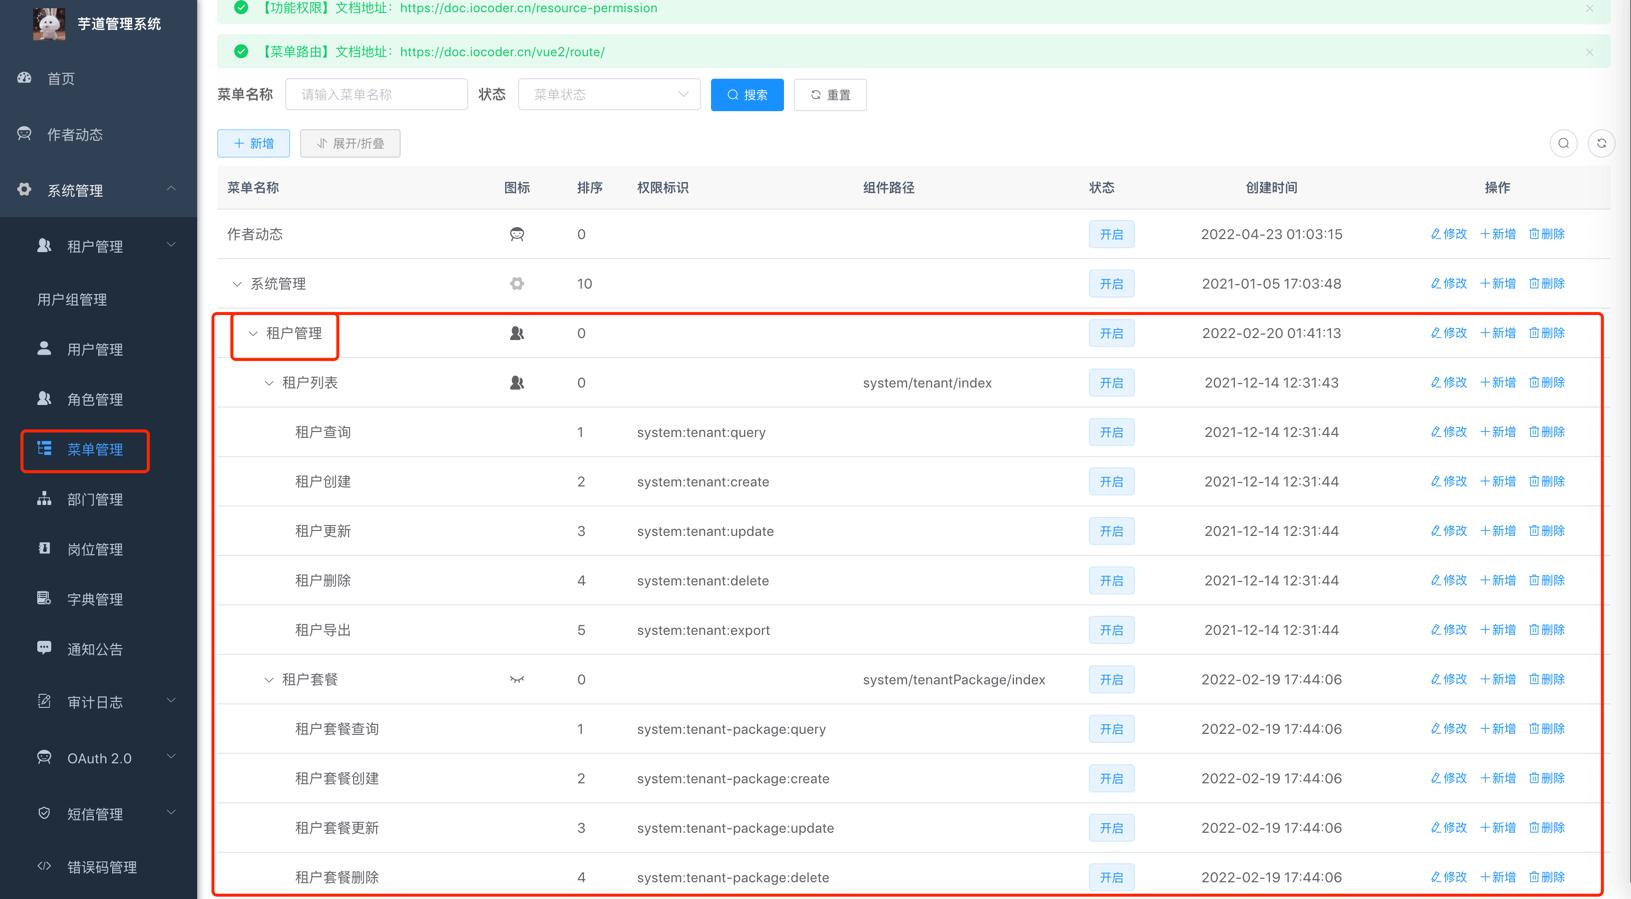 芋道管理系统
首页
作者动态
系统管理
租户管理
用户组管理
用户管理
角色管理
菜单管理
部门管理
岗位管理
字典管理
通知公告
审计日志
OAuth 2.0
短信管理
错误码管理
【功能权限】文档地址：https://doc.iocoder.cn/resource-permission
【菜单路由】文档地址：https://doc.iocoder.cn/vue2/route/
菜单名称 请输入菜单名称 状态 菜单状态 搜索 重置
新增 展开/折叠
菜单名称 图标 排序 权限标识 组件路径 状态 创建时间 操作
作者动态 0 开启 2022-04-23 01:03:15 修改 新增 删除
系统管理 10 开启 2021-01-05 17:03:48 修改 新增 删除
租户管理 0 开启 2022-02-20 01:41:13 修改 新增 删除
租户列表 0 system/tenant/index 开启 2021-12-14 12:31:43 修改 新增 删除
租户查询 1 system:tenant:query 开启 2021-12-14 12:31:44 修改 新增 删除
租户创建 2 system:tenant:create 开启 2021-12-14 12:31:44 修改 新增 删除
租户更新 3 system:tenant:update 开启 2021-12-14 12:31:44 修改 新增 删除
租户删除 4 system:tenant:delete 开启 2021-12-14 12:31:44 修改 新增 删除
租户导出 5 system:tenant:export 开启 2021-12-14 12:31:44 修改 新增 删除
租户套餐 0 system/tenantPackage/index 开启 2022-02-19 17:44:06 修改 新增 删除
租户套餐查询 1 system:tenant-package:query 开启 2022-02-19 17:44:06 修改 新增 删除
租户套餐创建 2 system:tenant-package:create 开启 2022-02-19 17:44:06 修改 新增 删除
租户套餐更新 3 system:tenant-package:update 开启 2022-02-19 17:44:06 修改 新增 删除
租户套餐删除 4 system:tenant-package:delete 开启 2022-02-19 17:44:06 修改 新增 删除